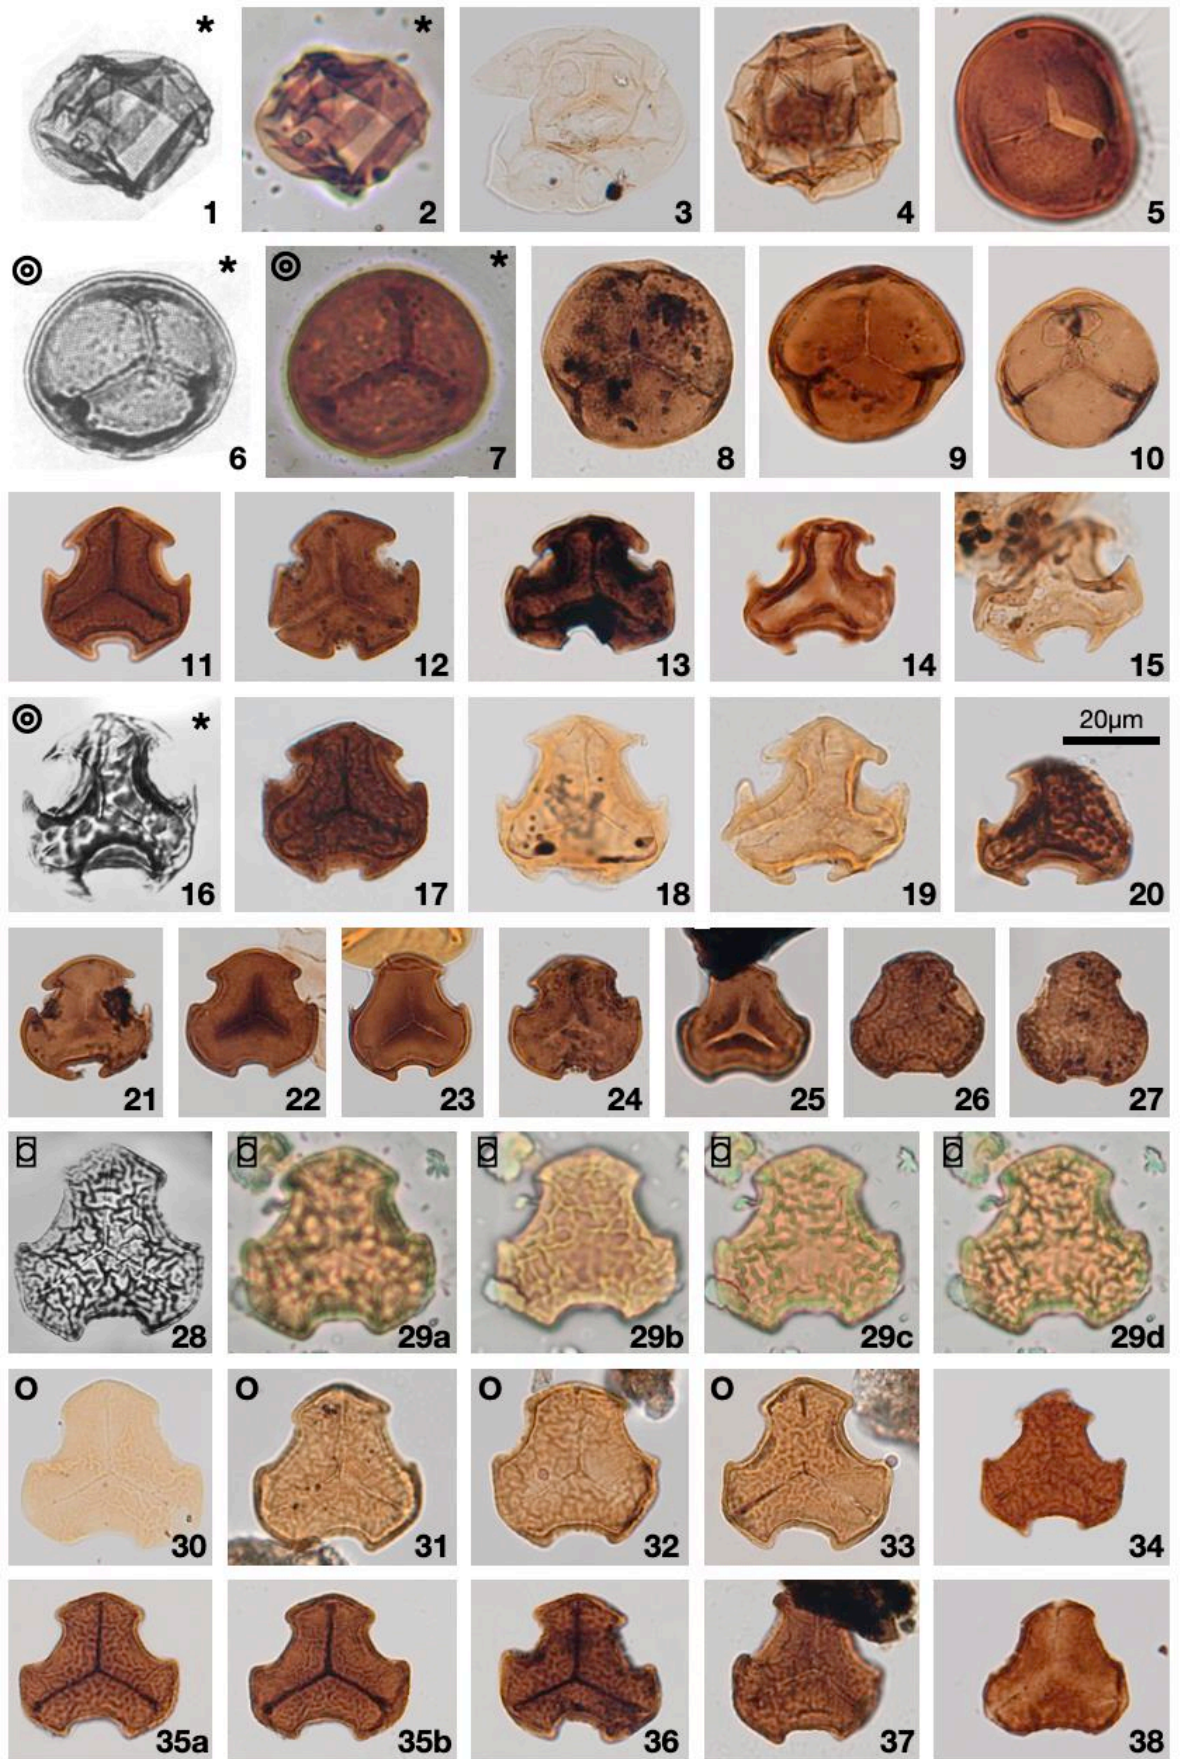 * * 
1 2 3 4 5
* *
6 7 8 9 10
11 12 13 14 15
*
20µm
16 17 18 19 20
21 22 23 24 25 26 27
28 29a 29b 29c 29d
O O O O
30 31 32 33 34
35a 35b 36 37 38